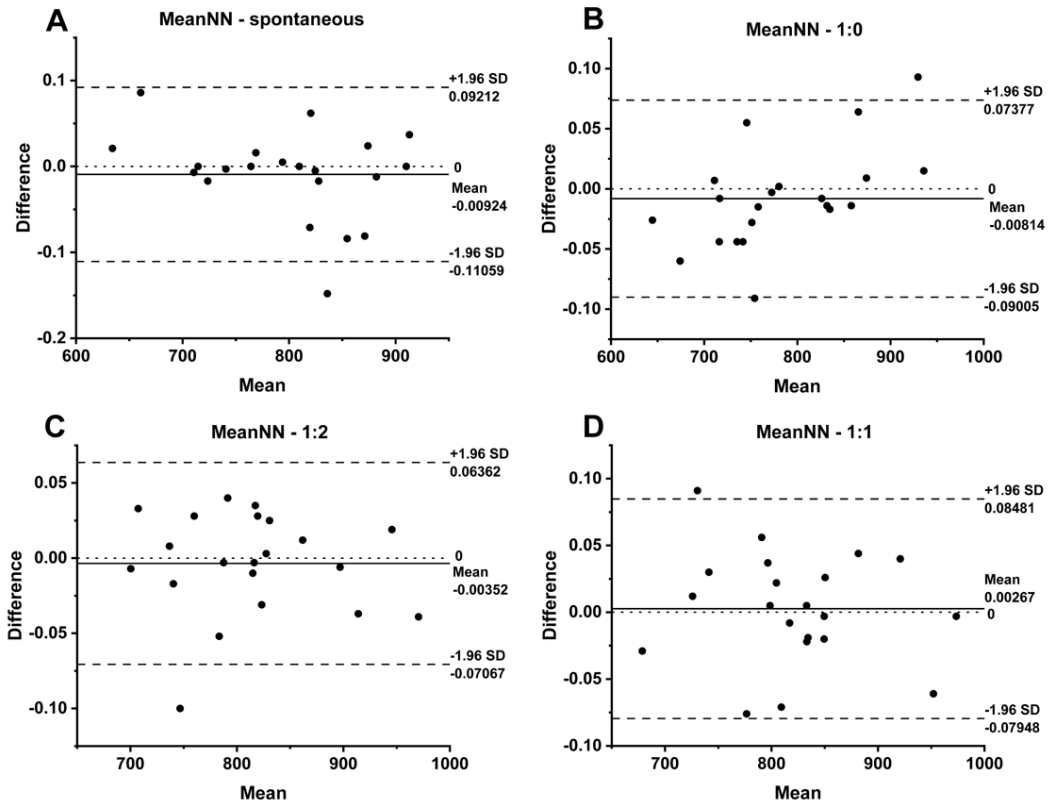 A
MeanNN - spontaneous
0.1
0.0
-0.1
-0.2
Difference
+1.96 SD
0.09212
0
Mean
-0.00924
-1.96 SD
-0.11059
600
700
800
900
Mean
B
MeanNN - 1:0
0.10
0.05
0.00
-0.05
-0.10
Difference
+1.96 SD
0.07377
0
Mean
-0.00814
-1.96 SD
-0.09005
600
700
800
900
1000
Mean
C
MeanNN - 1:2
0.05
0.00
-0.05
-0.10
Difference
+1.96 SD
0.06362
0
Mean
-0.00352
-1.96 SD
-0.07067
700
800
900
1000
Mean
D
MeanNN - 1:1
0.10
0.05
0.00
-0.05
-0.10
Difference
+1.96 SD
0.08481
Mean
0.00267
0
-1.96 SD
-0.07948
700
800
900
1000
Mean